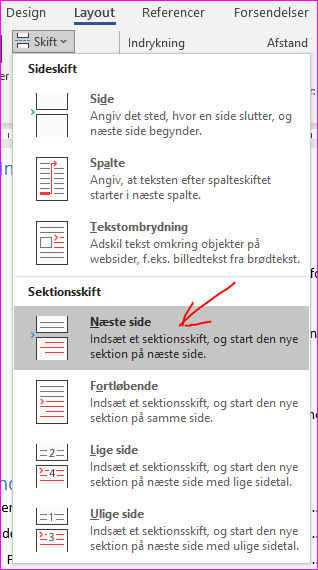 Design Layout Referencer Forsendelser
Skift Indrykning Afstand
Sideskift
Side
Angiv det sted, hvor en side slutter, og
næste side begynder.
Spalte
Angiv, at teksten efter spalteskiftet
starter i næste spalte.
Tekstombrydning
Adskil tekst omkring objekter på
websider, f.eks. billedtekst fra brødtekst.
Sektionsskift
Næste side
Indsæt et sektionsskift, og start den nye
sektion på næste side.
Fortløbende
Indsæt et sektionsskift, og start den nye
sektion på samme side.
Lige side
Indsæt et sektionsskift, og start den nye
sektion på næste side med lige sidetal.
Ulige side
Indsæt et sektionsskift, og start den nye
sektion på næste side med ulige sidetal.